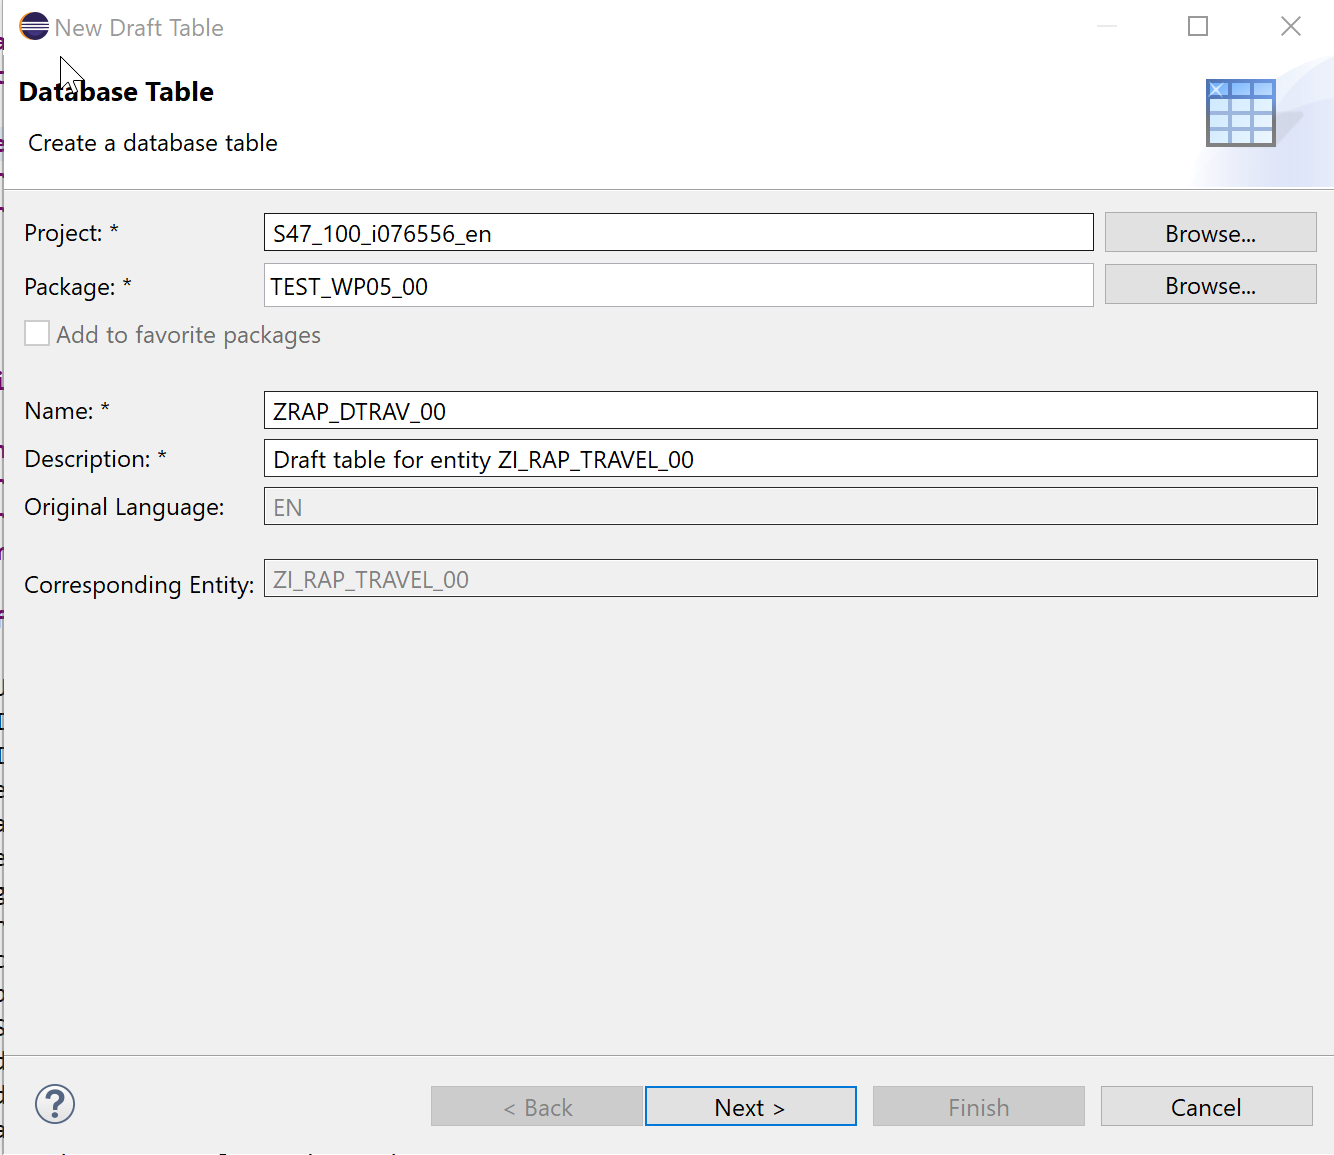 New Draft Table
Database Table
Create a database table
Project: * S47_100_i076556_en Browse...
Package: * TEST_WP05_00 Browse...
Add to favorite packages
Name: * ZRAP_DTRAV_00
Description: * Draft table for entity ZI_RAP_TRAVEL_00
Original Language: EN
Corresponding Entity: ZI_RAP_TRAVEL_00
? < Back Next > Finish Cancel